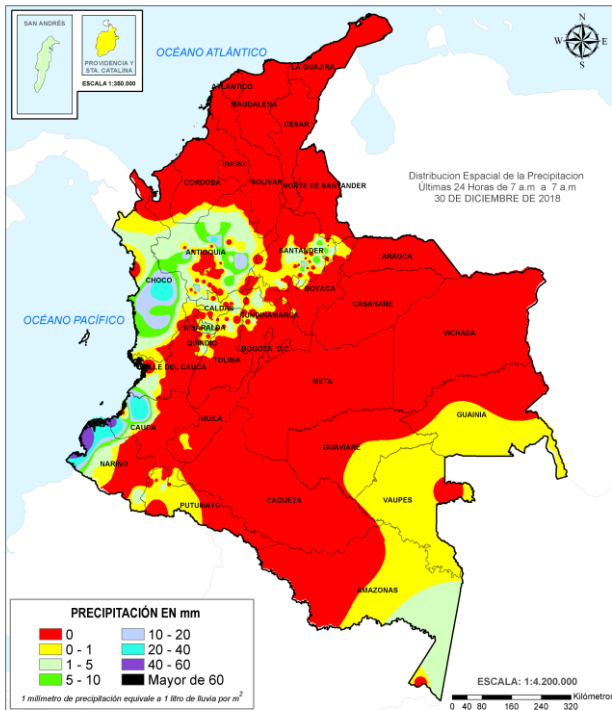 SAN ANDRÉS
PROVIDENCIA Y
STA. CATALINA
ESCALA 1:350.000
OCÉANO ATLÁNTICO
N
W
E
S
LA GUAJIRA
ATLANTICO
MAGDALENA
CESAR
SUCRE
CORDOBA
BOLIVAR
NORTE DE SANTANDER
Distribucion Espacial de la Precipitacion
Últimas 24 Horas de 7 a.m a 7 a.m
30 DE DICIEMBRE DE 2018
ANTIOQUIA
SANTANDER
ARAUCA
CHOCO
BOYACA
CASANARE
OCÉANO PACÍFICO
CALDAS
CUNDINAMARCA
RISARALDA
VICHADA
QUINDIO
BOGOTA D.C.
TOLIMA
VALLE DEL CAUCA
META
GUAINIA
HUILA
CAUCA
GUAVIARE
NARIÑO
VAUPES
CAQUETA
PUTUMAYO
AMAZONAS
PRECIPITACIÓN EN mm
0
0 - 1
1 - 5
5 - 10
10 - 20
20 - 40
40 - 60
Mayor de 60
1 milímetro de precipitación equivale a 1 litro de lluvia por m²
ESCALA: 1:4.200.000
Kilómetros
0 40 80 160 240 320